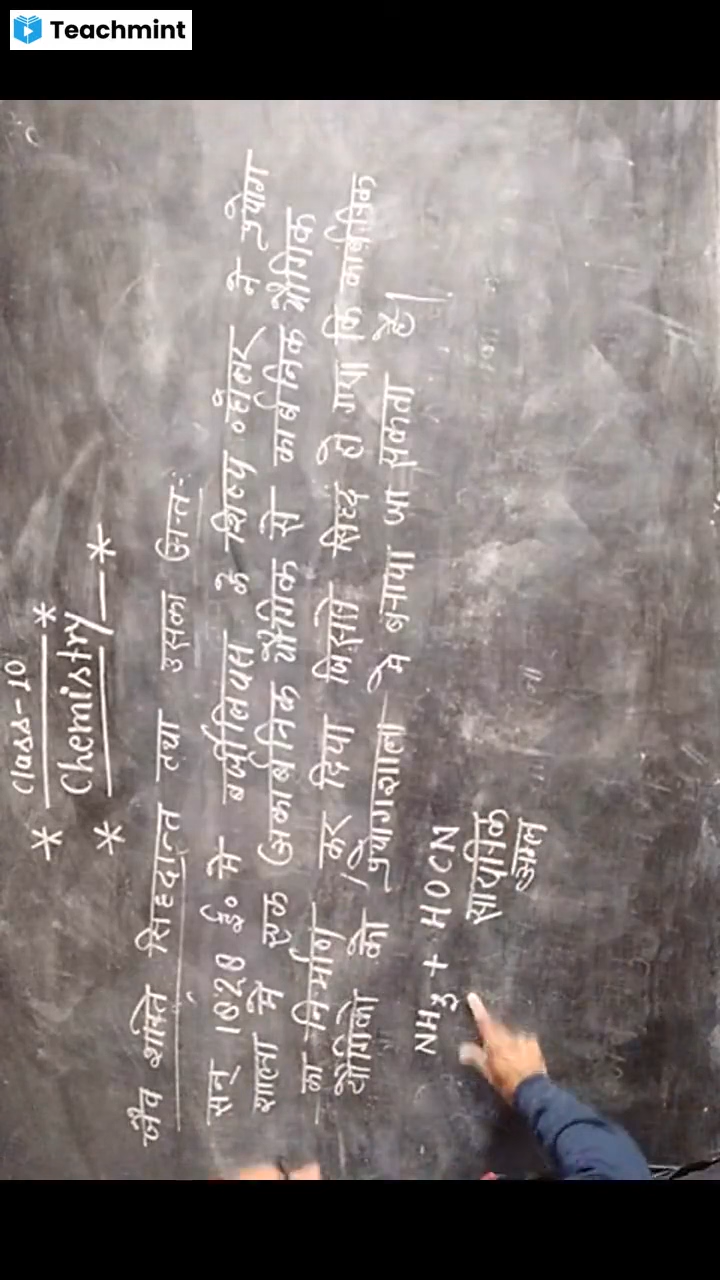 Teachmint
Class-10
* *
Chemistry
* — *
जैव शक्ति सिध्दान्त तथा उसका अन्त:
सन् 1828 ई० मे बर्जीलियस के शिष्य व्होलर ने प्रयोग
शाला मे एक अकार्बनिक यौगीक से कार्बनिक यौगिक
का निर्माण कर दिया जिससे सिध्द हो गया कि कार्बनिक
यौगिको को प्रयोगशाला मे बनाया जा सकता है।
NH3 + HOCN
सायनिक
अम्ल